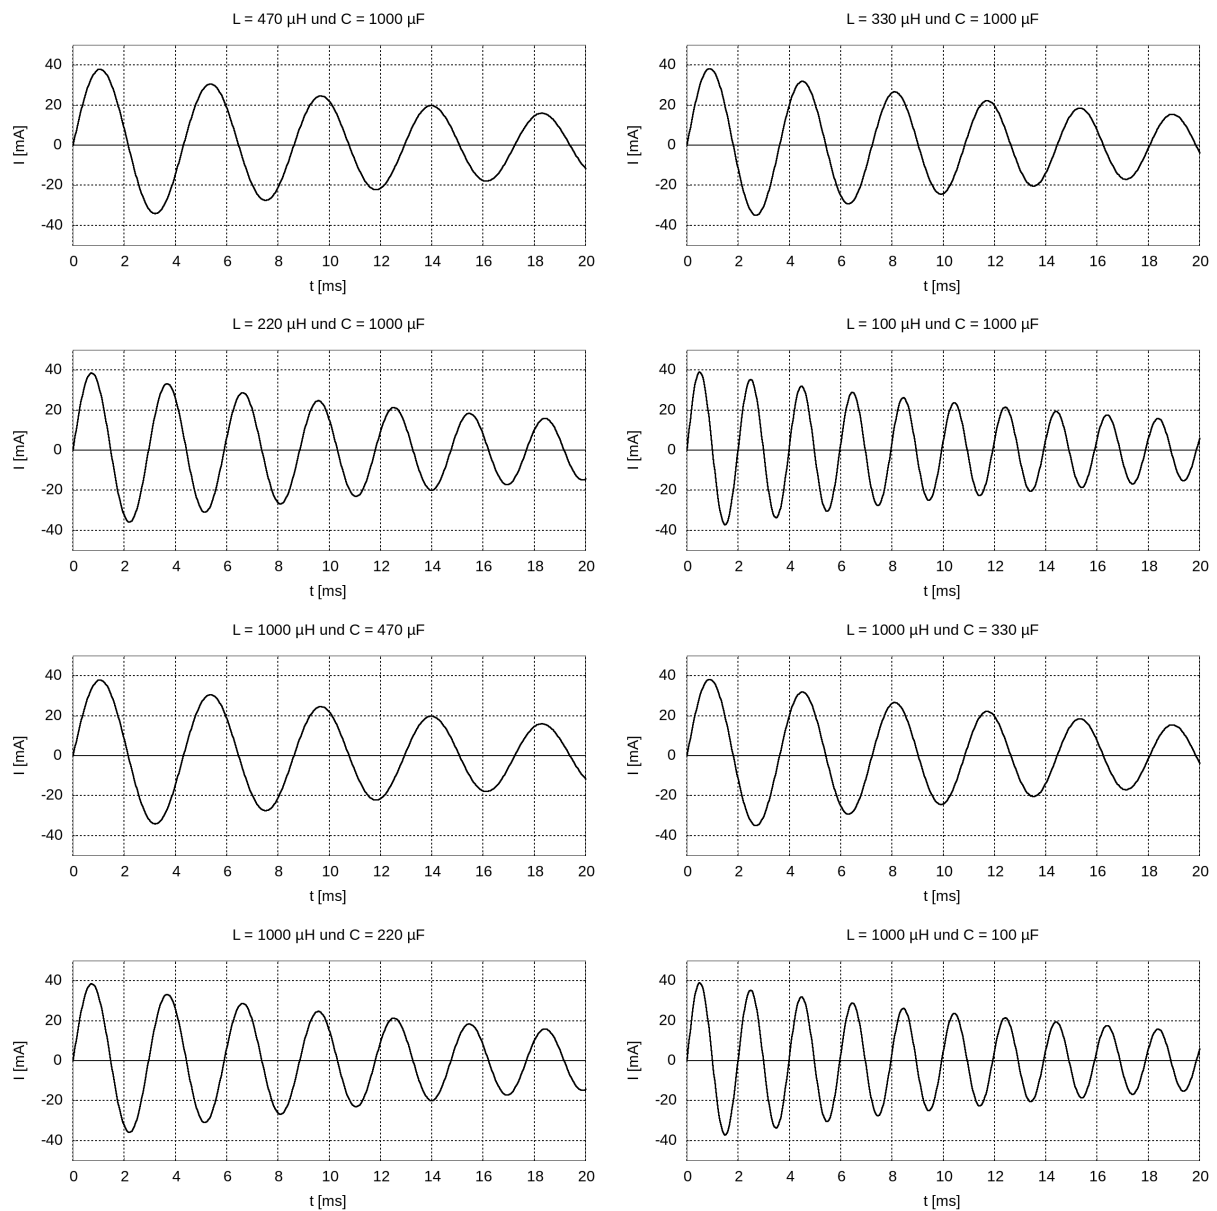 L = 470 µH und C = 1000 µF
I [mA]
40
20
0
-20
-40
0 2 4 6 8 10 12 14 16 18 20
t [ms]
L = 330 µH und C = 1000 µF
I [mA]
40
20
0
-20
-40
0 2 4 6 8 10 12 14 16 18 20
t [ms]
L = 220 µH und C = 1000 µF
I [mA]
40
20
0
-20
-40
0 2 4 6 8 10 12 14 16 18 20
t [ms]
L = 100 µH und C = 1000 µF
I [mA]
40
20
0
-20
-40
0 2 4 6 8 10 12 14 16 18 20
t [ms]
L = 1000 µH und C = 470 µF
I [mA]
40
20
0
-20
-40
0 2 4 6 8 10 12 14 16 18 20
t [ms]
L = 1000 µH und C = 330 µF
I [mA]
40
20
0
-20
-40
0 2 4 6 8 10 12 14 16 18 20
t [ms]
L = 1000 µH und C = 220 µF
I [mA]
40
20
0
-20
-40
0 2 4 6 8 10 12 14 16 18 20
t [ms]
L = 1000 µH und C = 100 µF
I [mA]
40
20
0
-20
-40
0 2 4 6 8 10 12 14 16 18 20
t [ms]